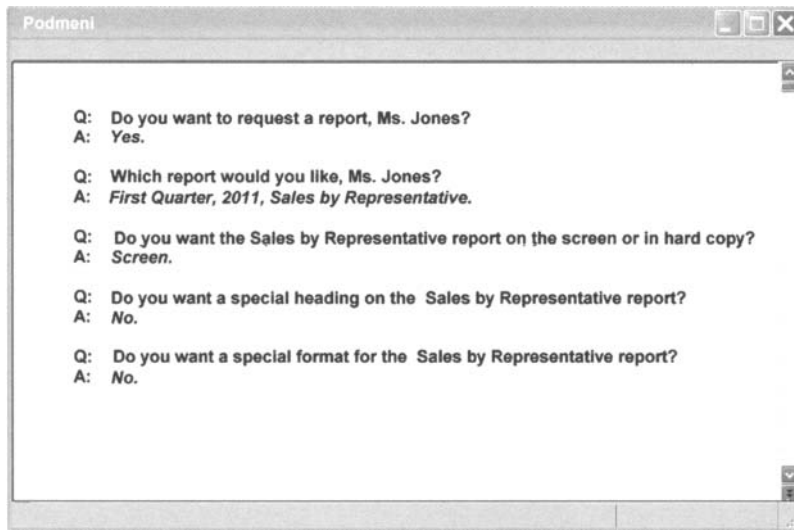 Podmeni
Q: Do you want to request a report, Ms. Jones?
A: Yes.
Q: Which report would you like, Ms. Jones?
A: First Quarter, 2011, Sales by Representative.
Q: Do you want the Sales by Representative report on the screen or in hard copy?
A: Screen.
Q: Do you want a special heading on the Sales by Representative report?
A: No.
Q: Do you want a special format for the Sales by Representative report?
A: No.